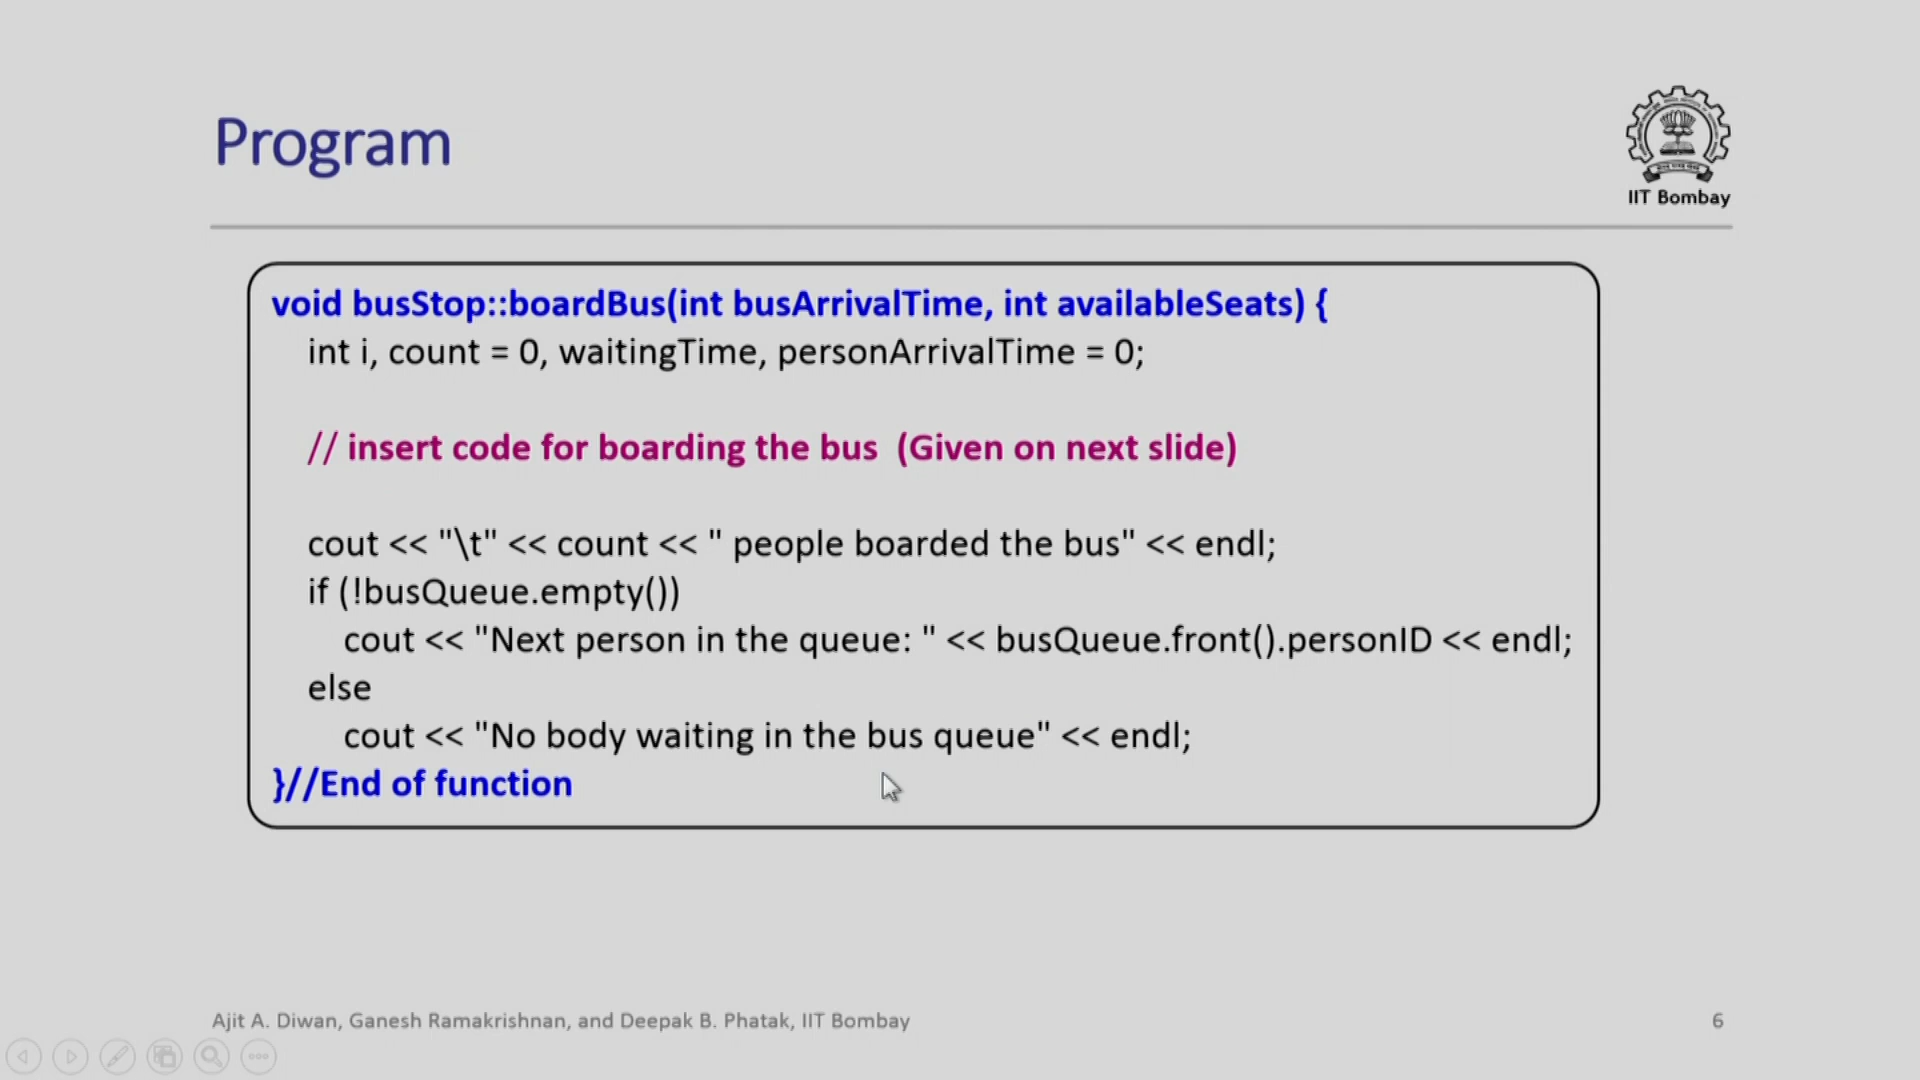 Program
IIT Bombay
void busStop::boardBus(int busArrivalTime, int availableSeats) {
int i, count = 0, waitingTime, personArrivalTime = 0;
// insert code for boarding the bus (Given on next slide)
cout << "\t" << count << " people boarded the bus" << endl;
if (!busQueue.empty())
cout << "Next person in the queue: " << busQueue.front().personID << endl;
else
cout << "No body waiting in the bus queue" << endl;
}//End of function
Ajit A. Diwan, Ganesh Ramakrishnan, and Deepak B. Phatak, IIT Bombay
6